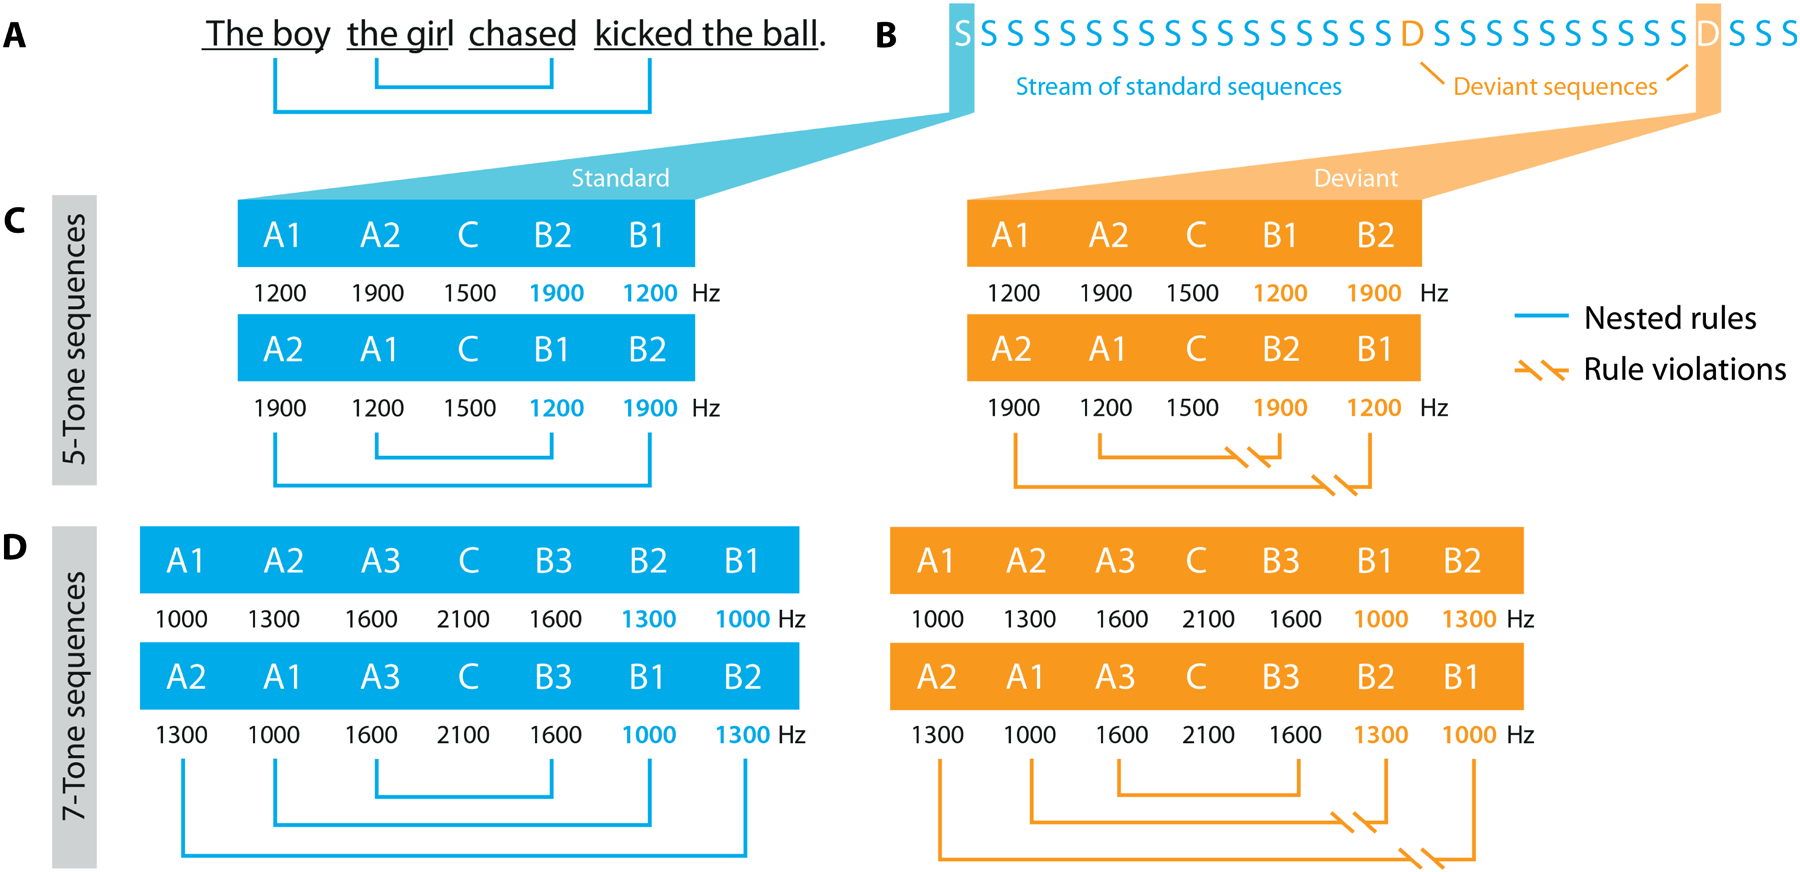 A
The boy the girl chased kicked the ball.
B
S S S S S S S S S S S S S S S S S D S S S S S S S S S S D S S S
Stream of standard sequences
Deviant sequences
Standard
Deviant
C
5-Tone sequences
A1 A2 C B2 B1
1200 1900 1500 1900 1200 Hz
A2 A1 C B1 B2
1900 1200 1500 1200 1900 Hz
A1 A2 C B1 B2
1200 1900 1500 1200 1900 Hz
A2 A1 C B2 B1
1900 1200 1500 1900 1200 Hz
Nested rules
Rule violations
D
7-Tone sequences
A1 A2 A3 C B3 B2 B1
1000 1300 1600 2100 1600 1300 1000 Hz
A2 A1 A3 C B3 B1 B2
1300 1000 1600 2100 1600 1000 1300 Hz
A1 A2 A3 C B3 B1 B2
1000 1300 1600 2100 1600 1000 1300 Hz
A2 A1 A3 C B3 B2 B1
1300 1000 1600 2100 1600 1300 1000 Hz